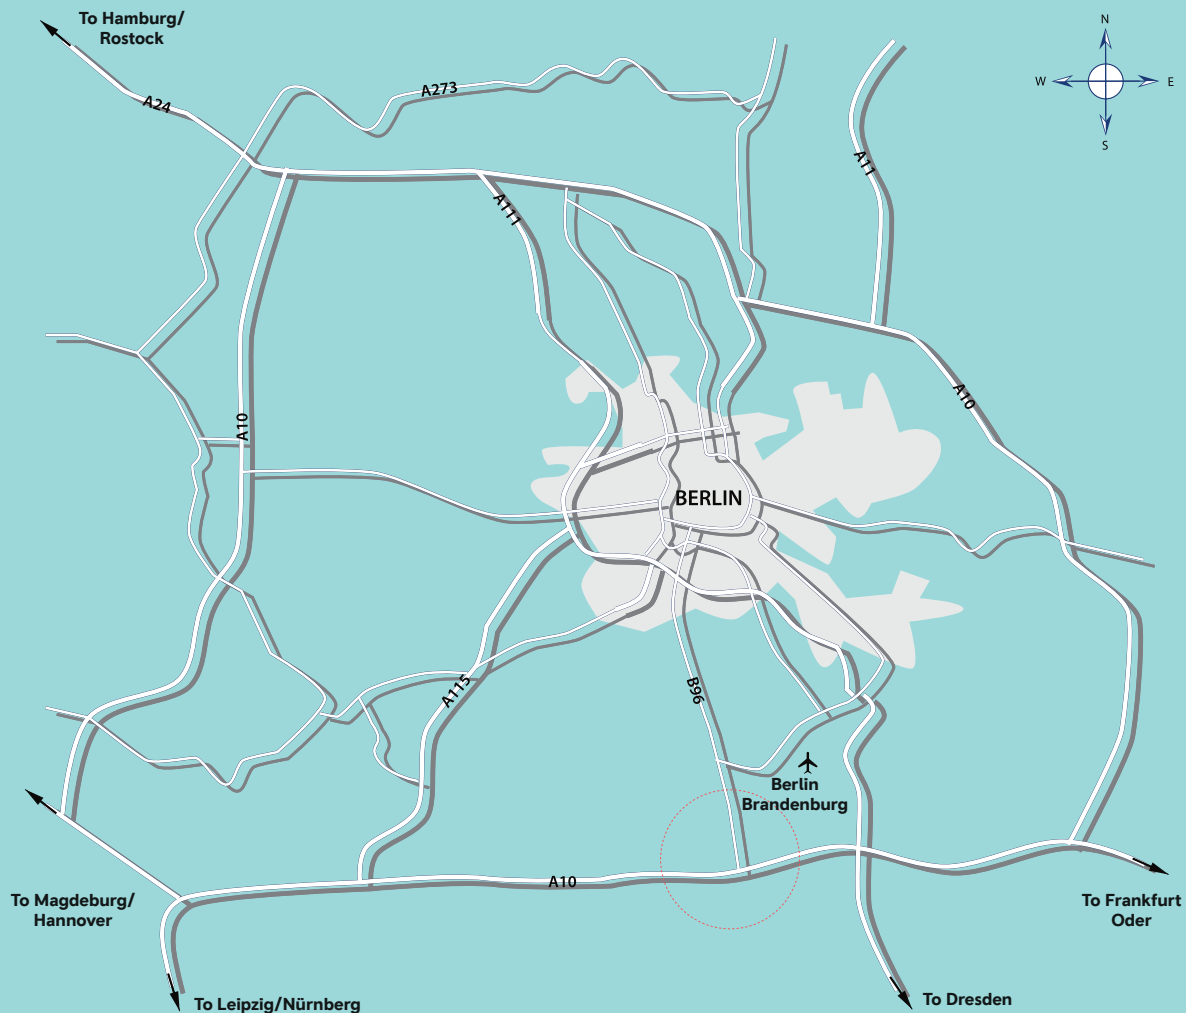 To Hamburg/
Rostock
N
W
E
S
A24
A273
A11
A111
A10
A10
BERLIN
A115
B96
Berlin
Brandenburg
A10
To Magdeburg/
Hannover
To Frankfurt
Oder
To Leipzig/Nürnberg
To Dresden